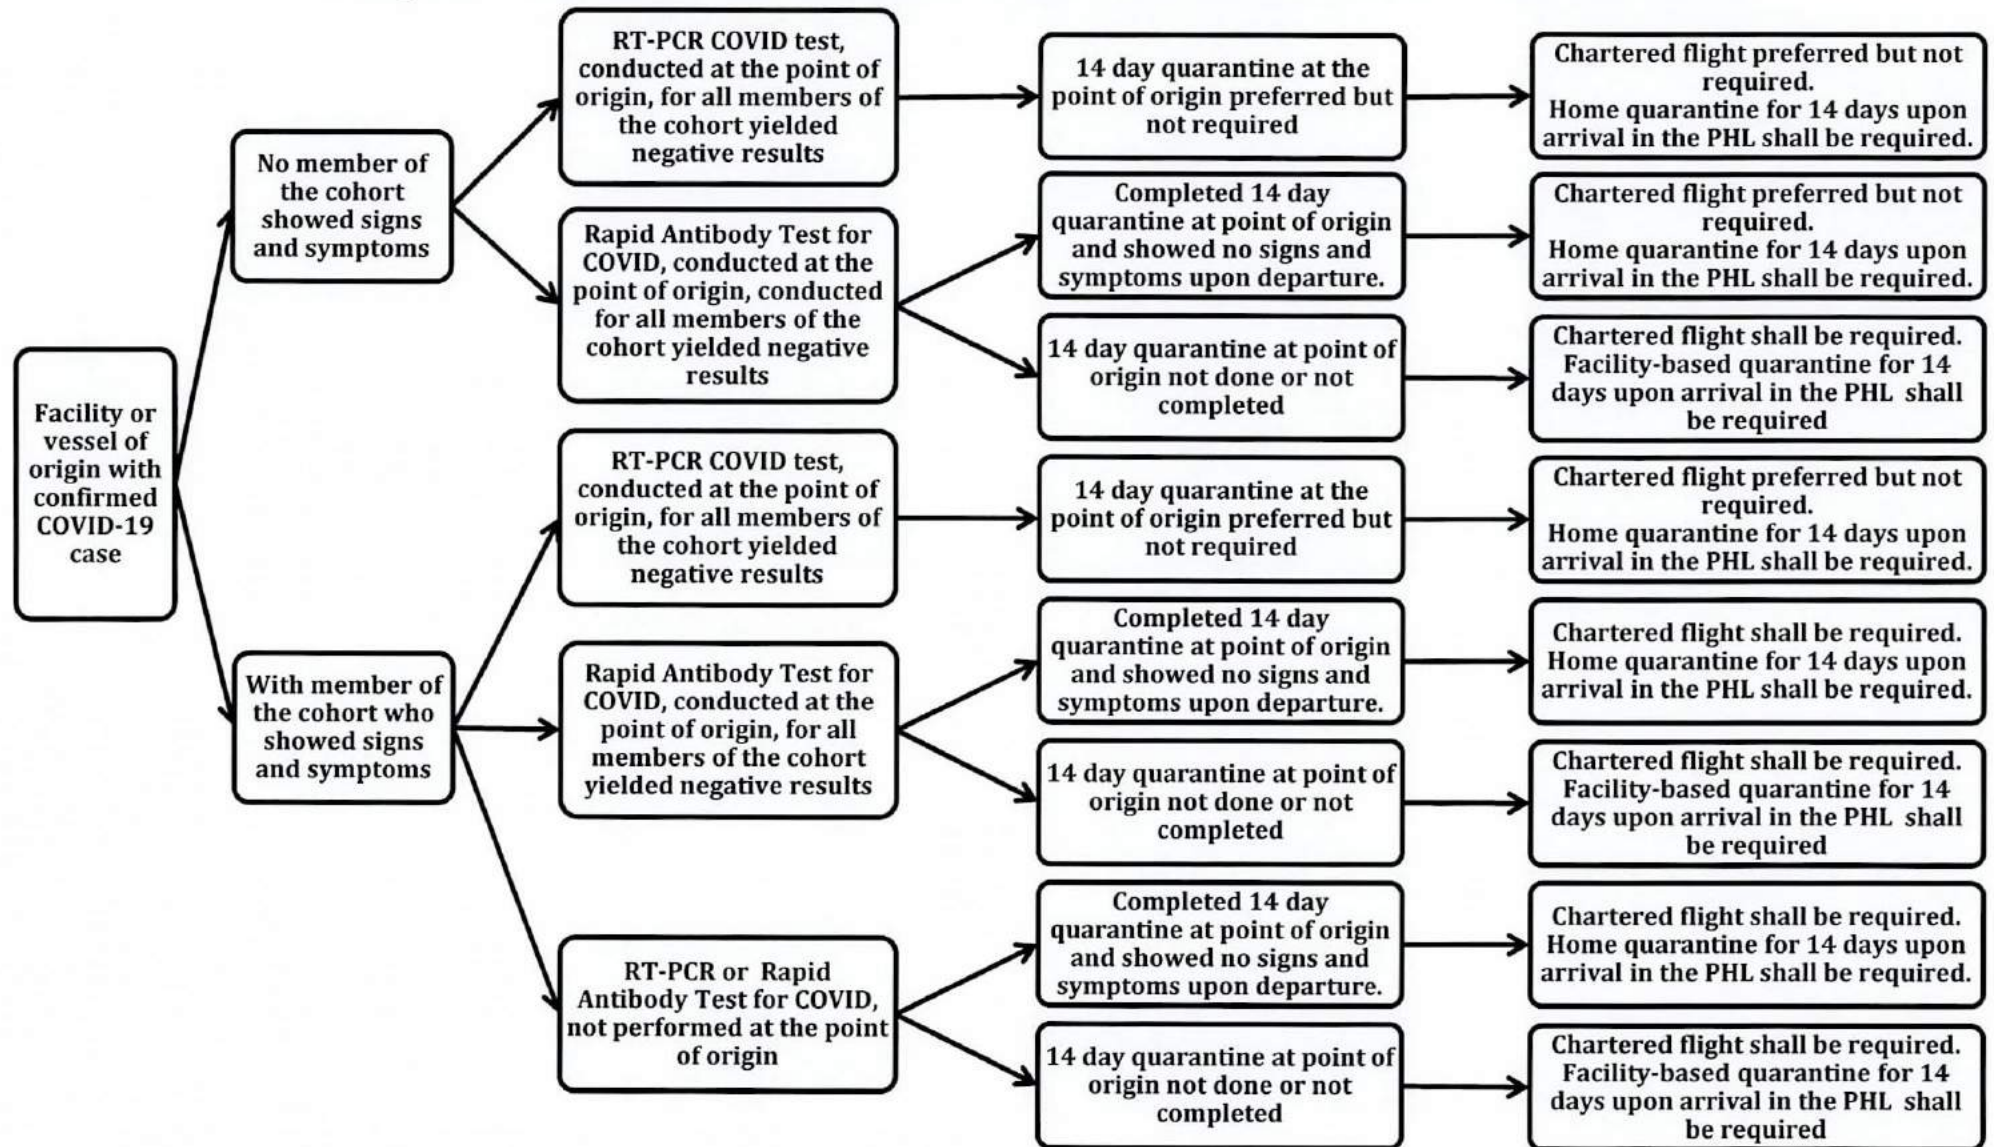 Facility or
vessel of
origin with
confirmed
COVID-19
case
No member of
the cohort
showed signs
and symptoms
With member of
the cohort who
showed signs
and symptoms
RT-PCR COVID test,
conducted at the point of
origin, for all members of
the cohort yielded
negative results
Rapid Antibody Test for
COVID, conducted at the
point of origin, conducted
for all members of the
cohort yielded negative
results
RT-PCR COVID test,
conducted at the point of
origin, for all members of
the cohort yielded
negative results
Rapid Antibody Test for
COVID, conducted at the
point of origin, for all
members of the cohort
yielded negative results
RT-PCR or Rapid
Antibody Test for COVID,
not performed at the point
of origin
14 day quarantine at the
point of origin preferred but
not required
Completed 14 day
quarantine at point of origin
and showed no signs and
symptoms upon departure.
14 day quarantine at point of
origin not done or not
completed
14 day quarantine at the
point of origin preferred but
not required
Completed 14 day
quarantine at point of origin
and showed no signs and
symptoms upon departure.
14 day quarantine at point of
origin not done or not
completed
Completed 14 day
quarantine at point of origin
and showed no signs and
symptoms upon departure.
14 day quarantine at point of
origin not done or not
completed
Chartered flight preferred but not
required.
Home quarantine for 14 days upon
arrival in the PHL shall be required.
Chartered flight preferred but not
required.
Home quarantine for 14 days upon
arrival in the PHL shall be required.
Chartered flight shall be required.
Facility-based quarantine for 14
days upon arrival in the PHL shall
be required
Chartered flight preferred but not
required.
Home quarantine for 14 days upon
arrival in the PHL shall be required.
Chartered flight shall be required.
Home quarantine for 14 days upon
arrival in the PHL shall be required.
Chartered flight shall be required.
Facility-based quarantine for 14
days upon arrival in the PHL shall
be required
Chartered flight shall be required.
Home quarantine for 14 days upon
arrival in the PHL shall be required.
Chartered flight shall be required.
Facility-based quarantine for 14
days upon arrival in the PHL shall
be required